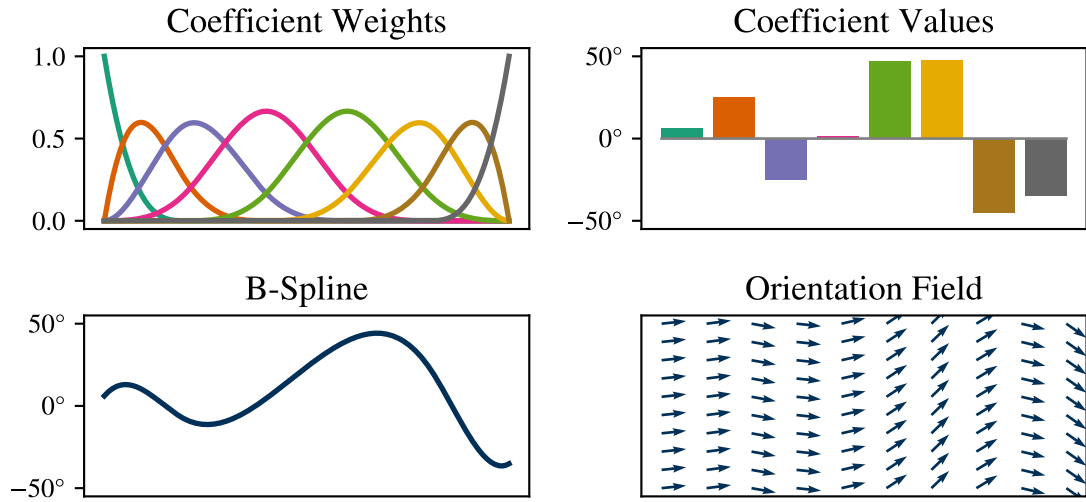 Coefficient Weights
1.0
0.5
0.0
Coefficient Values
50°
0°
−50°
B-Spline
50°
0°
−50°
Orientation Field